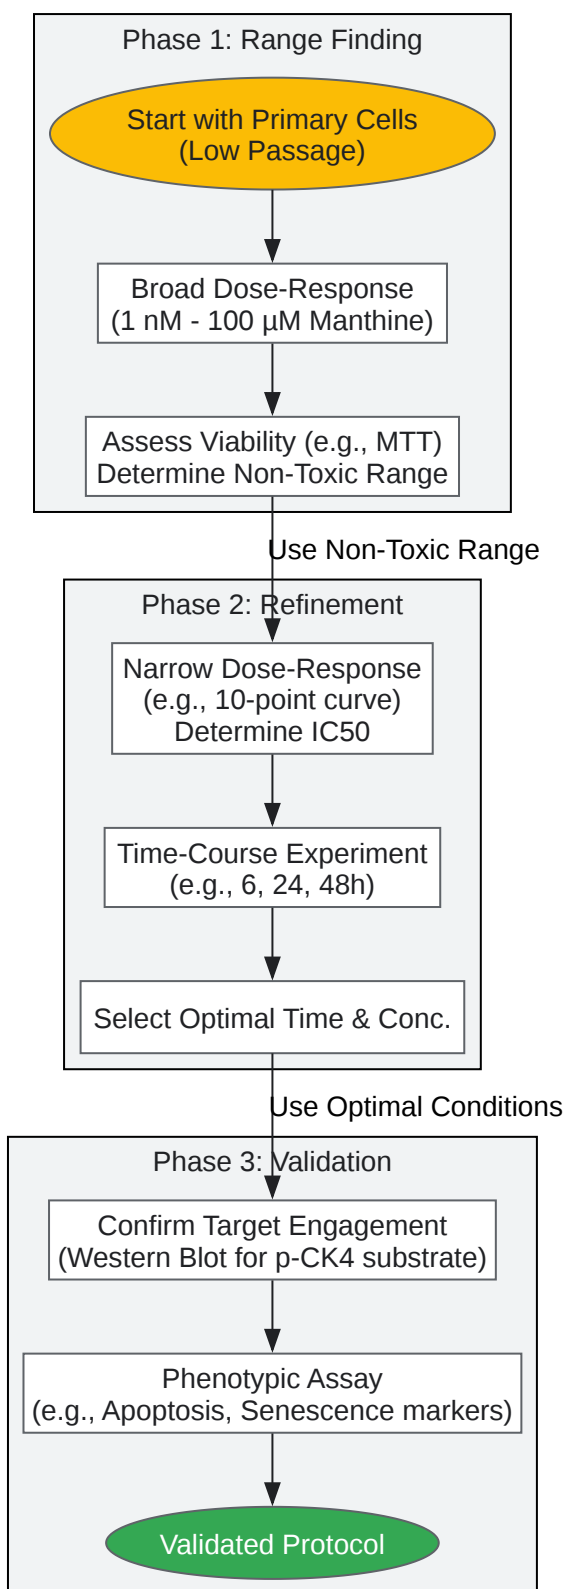 Phase 1: Range Finding
Start with Primary Cells
(Low Passage)
Broad Dose-Response
(1 nM - 100 µM Manthine)
Assess Viability (e.g., MTT)
Determine Non-Toxic Range
Use Non-Toxic Range
Phase 2: Refinement
Narrow Dose-Response
(e.g., 10-point curve)
Determine IC50
Time-Course Experiment
(e.g., 6, 24, 48h)
Select Optimal Time & Conc.
Use Optimal Conditions
Phase 3: Validation
Confirm Target Engagement
(Western Blot for p-CK4 substrate)
Phenotypic Assay
(e.g., Apoptosis, Senescence markers)
Validated Protocol